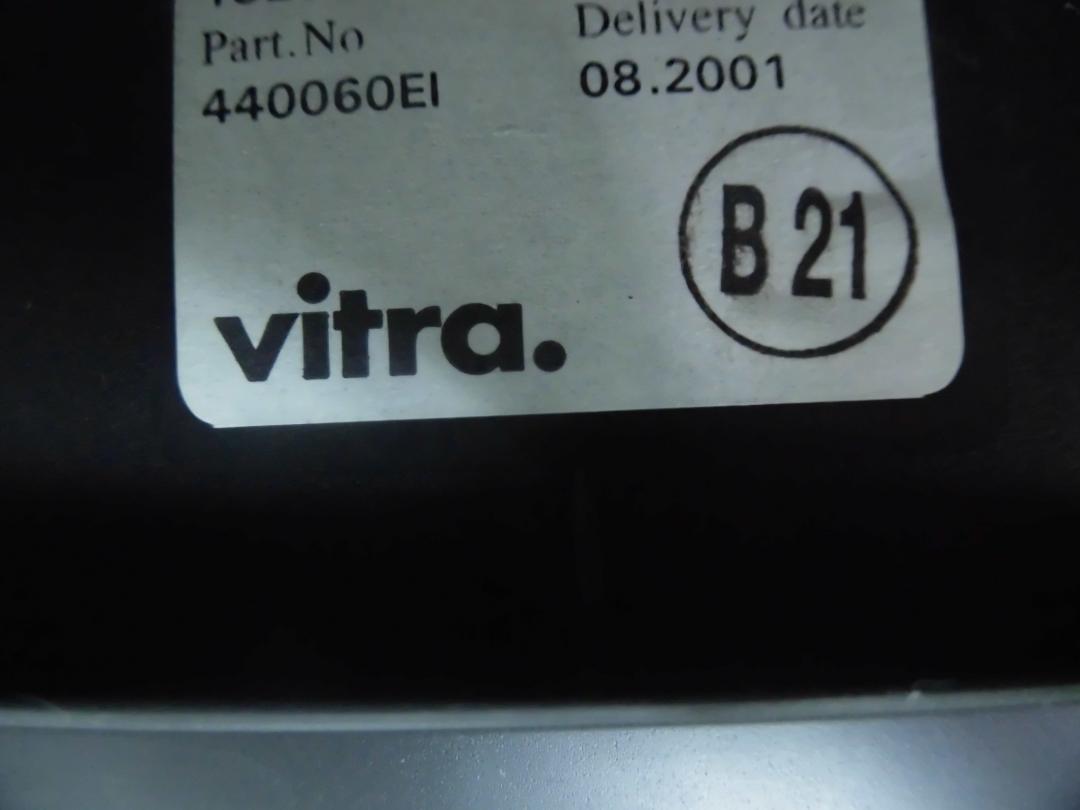 Part.No
Delivery date
440060EI
08.2001
B 21
vitra.